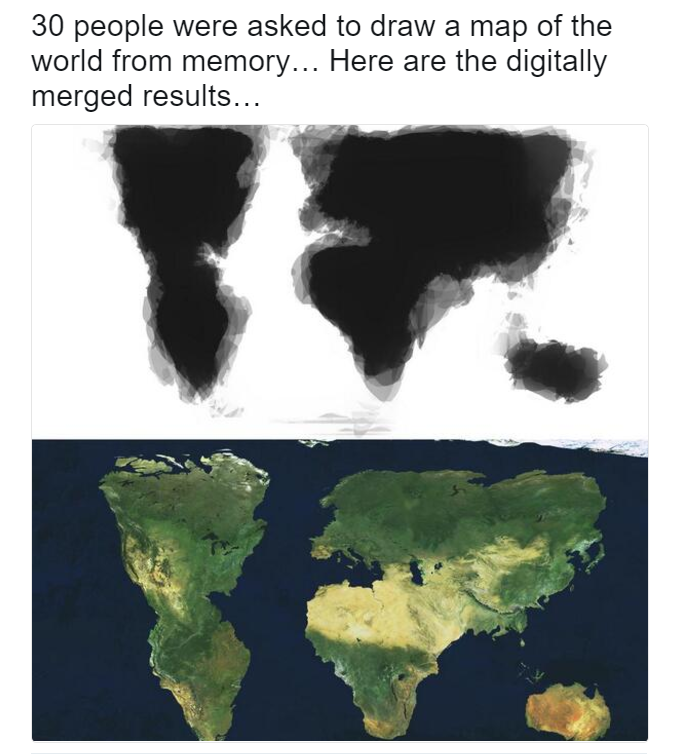 30 people were asked to draw a map of the
world from memory… Here are the digitally
merged results…